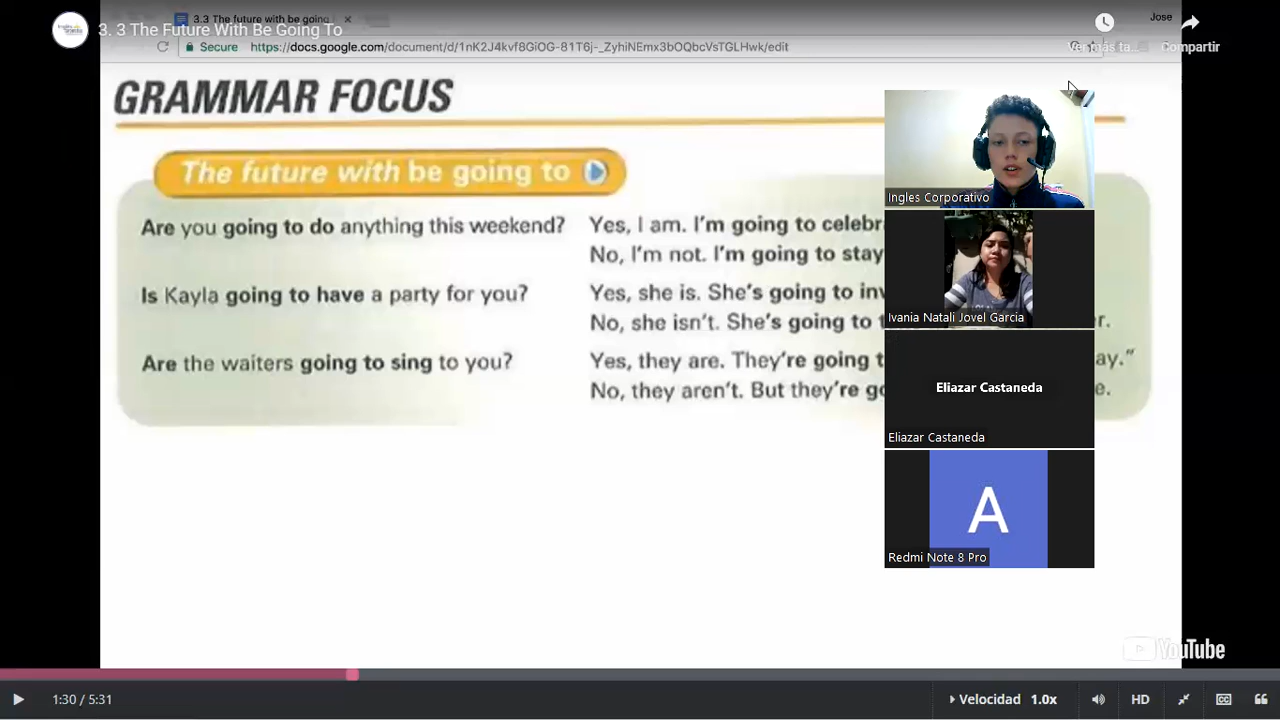 3.3 The future with be going
Jose
3. 3 The Future With Be Going To
Compartir
Secure https://docs.google.com/document/d/1nK2J4kvf8GiOG-81T6j-_ZyhiNEmx3bOQbcVsTGLHwk/edit
GRAMMAR FOCUS
The future with be going to
Are you going to do anything this weekend? Yes, I am. I'm going to celebr
No, I'm not. I'm going to stay
Is Kayla going to have a party for you? Yes, she is. She's going to inv
No, she isn't. She's going to t r.
Are the waiters going to sing to you? Yes, they are. They're going t ay."
No, they aren't. But they're go e.
Ingles Corporativo
Ivania Natali Jovel Garcia
Eliazar Castaneda
Eliazar Castaneda
A
Redmi Note 8 Pro
YouTube
1:30 / 5:31
Velocidad 1.0x
HD
CC